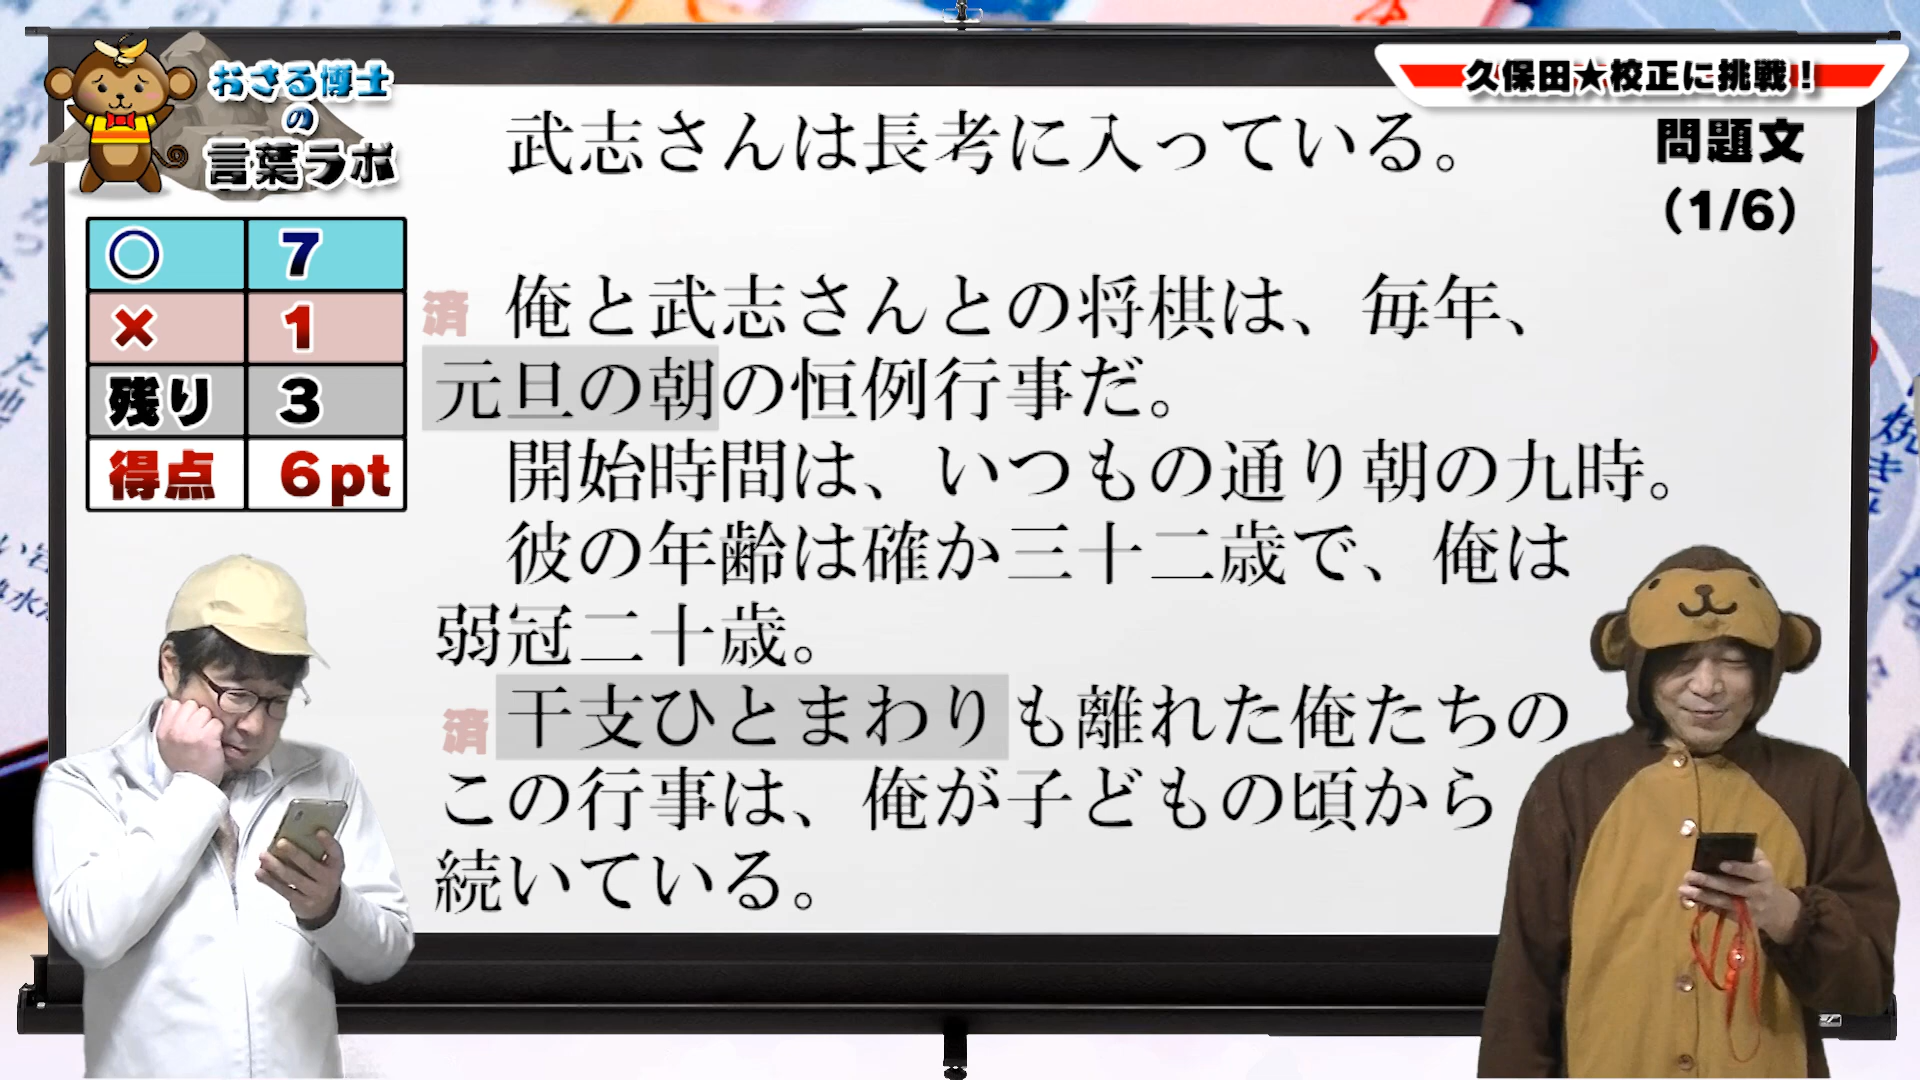 おさる博士
の
言葉ラボ
久保田★校正に挑戦！
問題文
（1/6）
○ 7
× 1
残り 3
得点 6pt
武志さんは長考に入っている。
済 俺と武志さんとの将棋は、毎年、
元旦の朝の恒例行事だ。
開始時間は、いつもの通り朝の九時。
彼の年齢は確か三十二歳で、俺は
弱冠二十歳。
済 干支ひとまわりも離れた俺たちの
この行事は、俺が子どもの頃から
続いている。